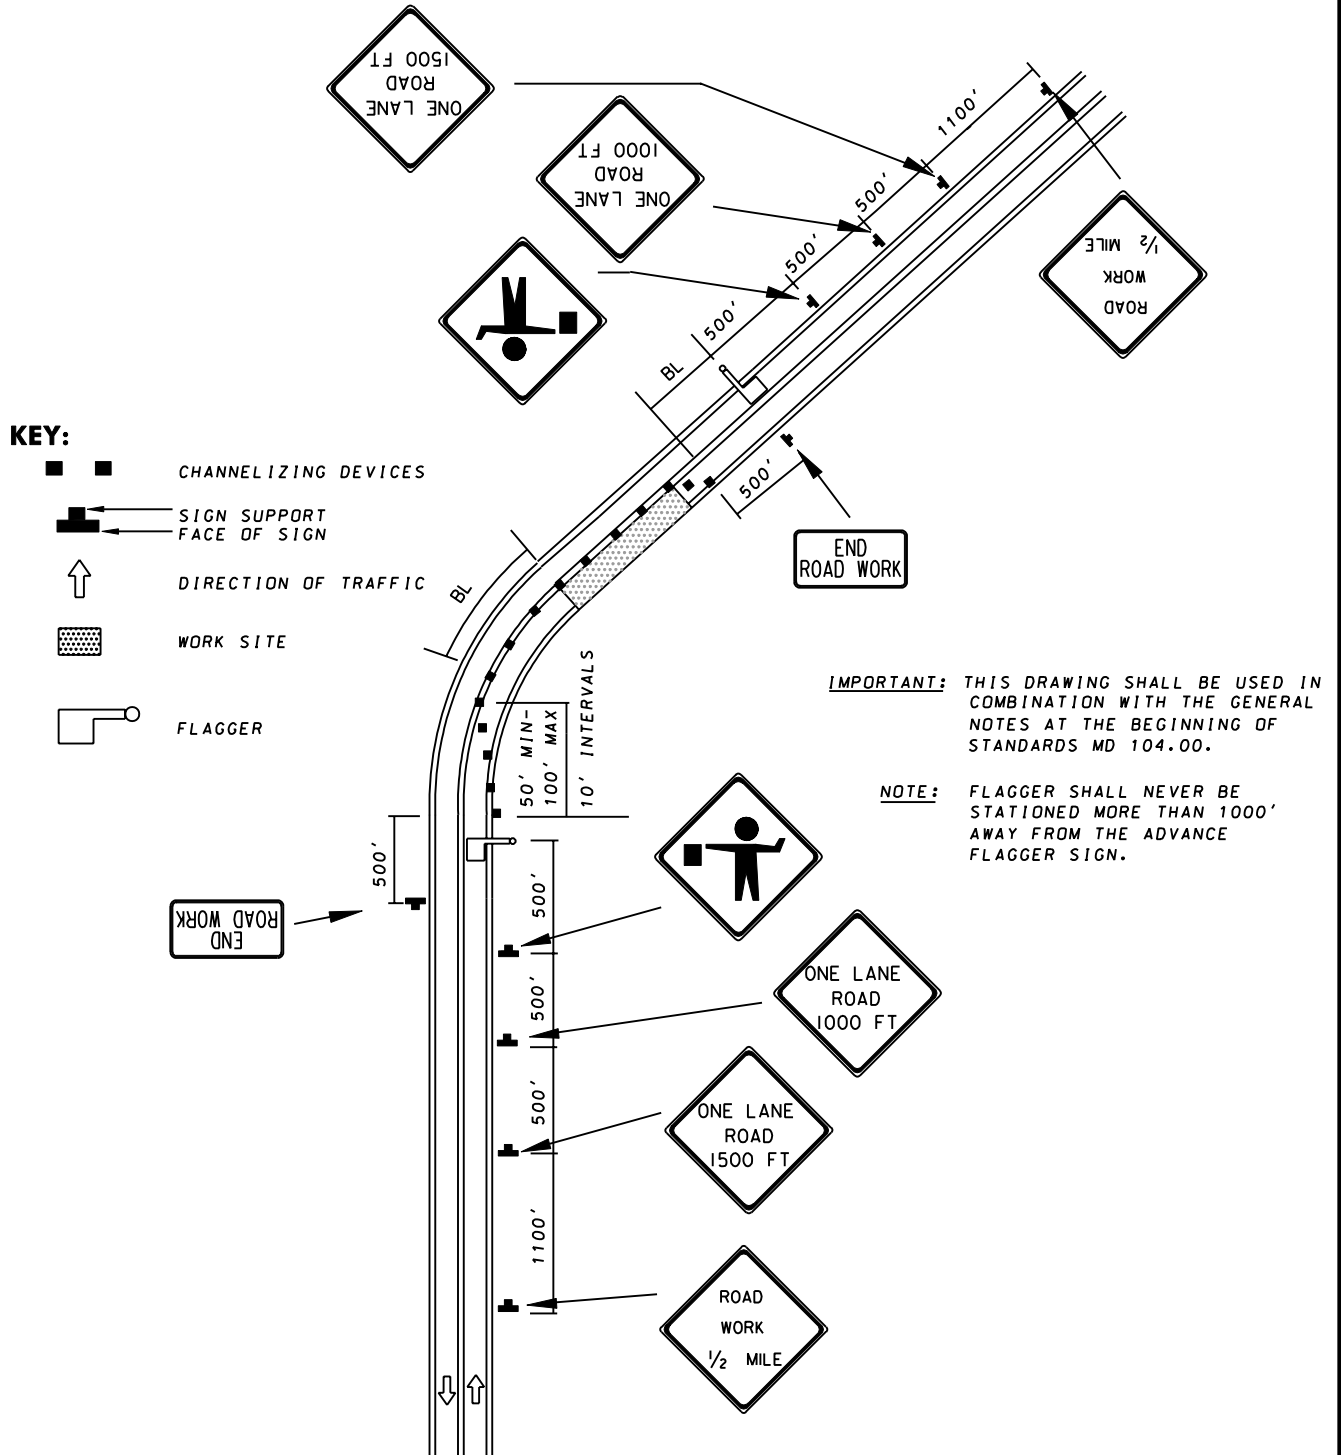 ONE LANE
ROAD
1500 FT
ONE LANE
ROAD
1000 FT
1100'
500'
500'
500'
BL
ROAD
WORK
1/2 MILE
KEY:
CHANNELIZING DEVICES
SIGN SUPPORT
FACE OF SIGN
DIRECTION OF TRAFFIC
WORK SITE
FLAGGER
500'
END
ROAD WORK
BL
50' MIN-
100' MAX
10' INTERVALS
IMPORTANT: THIS DRAWING SHALL BE USED IN
COMBINATION WITH THE GENERAL
NOTES AT THE BEGINNING OF
STANDARDS MD 104.00.
NOTE: FLAGGER SHALL NEVER BE
STATIONED MORE THAN 1000'
AWAY FROM THE ADVANCE
FLAGGER SIGN.
500'
END
ROAD WORK
500'
500'
500'
1100'
ONE LANE
ROAD
1000 FT
ONE LANE
ROAD
1500 FT
ROAD
WORK
1/2 MILE